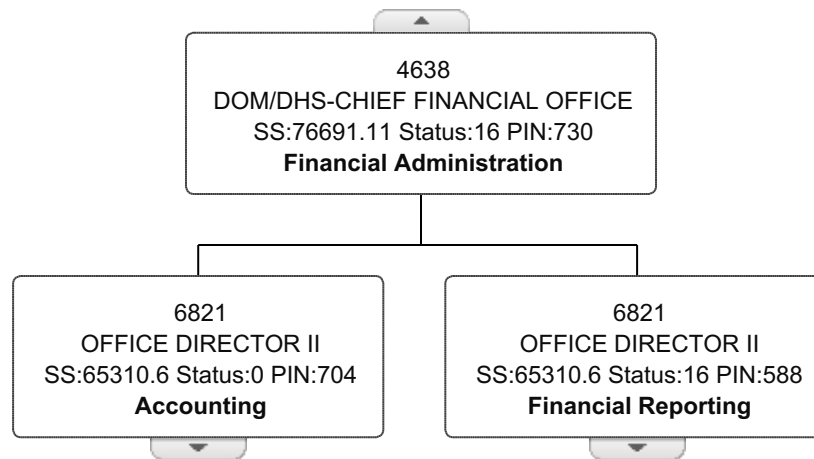 4638
DOM/DHS-CHIEF FINANCIAL OFFICE
SS:76691.11 Status:16 PIN:730
Financial Administration
6821
OFFICE DIRECTOR II
SS:65310.6 Status:0 PIN:704
Accounting
6821
OFFICE DIRECTOR II
SS:65310.6 Status:16 PIN:588
Financial Reporting